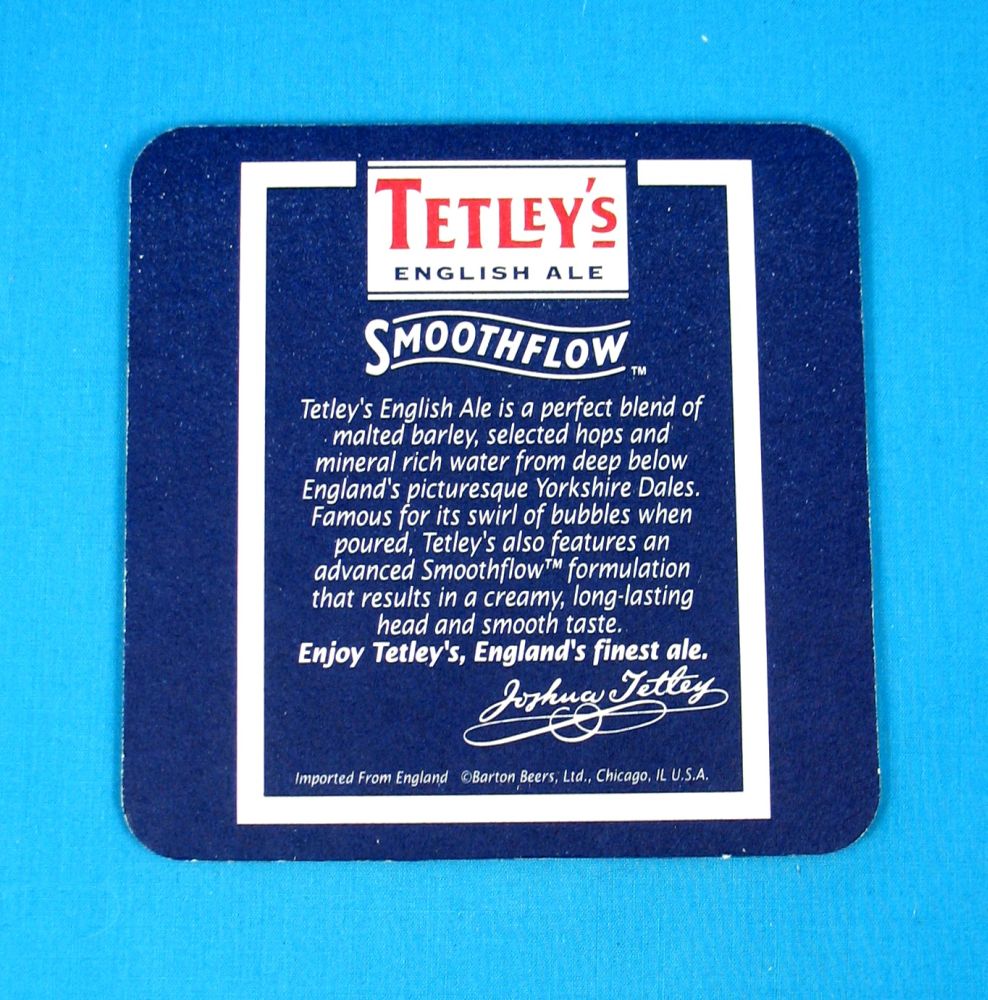 TETLEY'S
ENGLISH ALE
SMOOTHFLOW™
Tetley's English Ale is a perfect blend of
malted barley, selected hops and
mineral rich water from deep below
England's picturesque Yorkshire Dales.
Famous for its swirl of bubbles when
poured, Tetley's also features an
advanced Smoothflow™ formulation
that results in a creamy, long-lasting
head and smooth taste.
Enjoy Tetley's, England's finest ale.
Joshua Tetley
Imported From England ©Barton Beers, Ltd., Chicago, IL U.S.A.